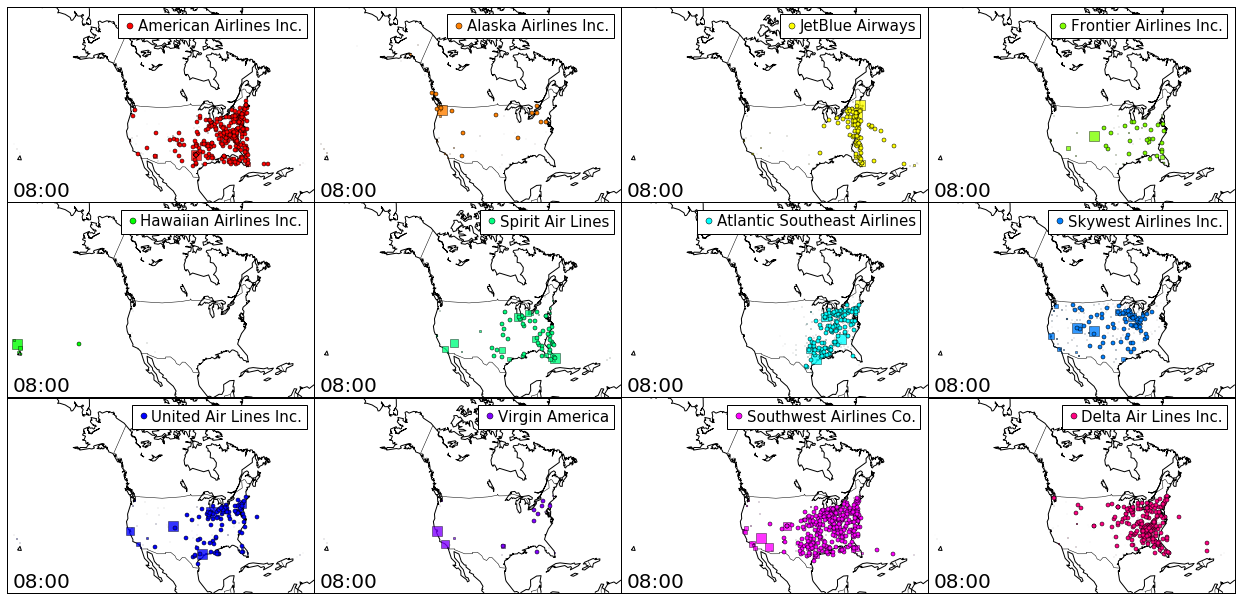 American Airlines Inc.
08:00
Alaska Airlines Inc.
08:00
JetBlue Airways
08:00
Frontier Airlines Inc.
08:00
Hawaiian Airlines Inc.
08:00
Spirit Air Lines
08:00
Atlantic Southeast Airlines
08:00
Skywest Airlines Inc.
08:00
United Air Lines Inc.
08:00
Virgin America
08:00
Southwest Airlines Co.
08:00
Delta Air Lines Inc.
08:00